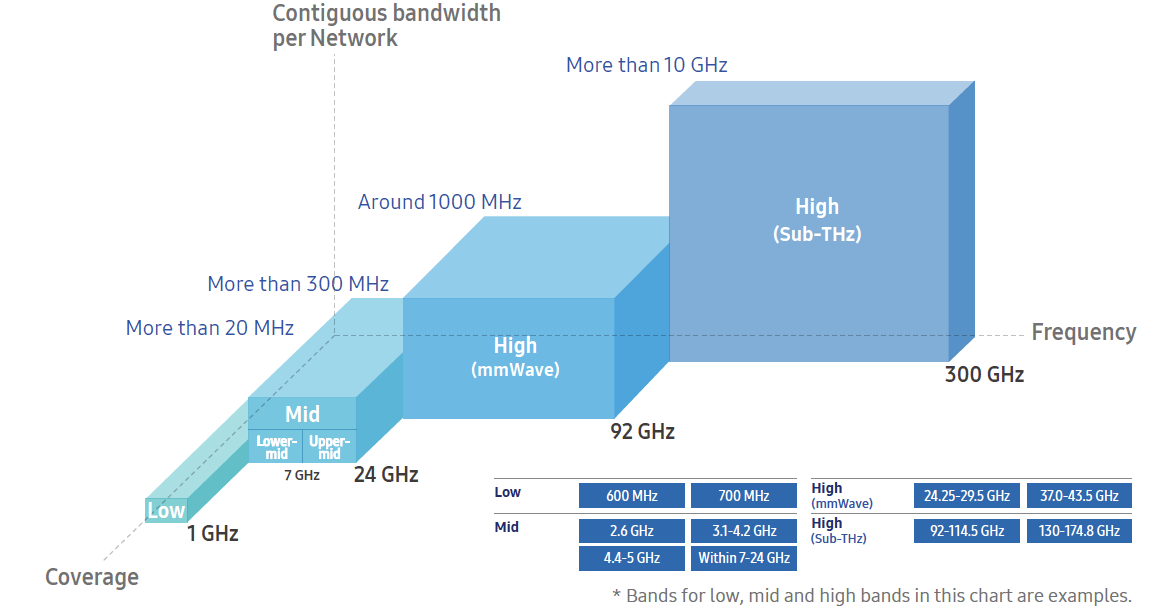 Contiguous bandwidth
per Network
More than 10 GHz
Around 1000 MHz
High
(Sub-THz)
More than 300 MHz
More than 20 MHz
Frequency
High
(mmWave)
300 GHz
Mid
Lower-
mid
Upper-
mid
92 GHz
7 GHz
24 GHz
Low
1 GHz
Coverage
Low
600 MHz
700 MHz
Mid
2.6 GHz
3.1-4.2 GHz
4.4-5 GHz
Within 7-24 GHz
High
(mmWave)
24.25-29.5 GHz
37.0-43.5 GHz
High
(Sub-THz)
92-114.5 GHz
130-174.8 GHz
* Bands for low, mid and high bands in this chart are examples.